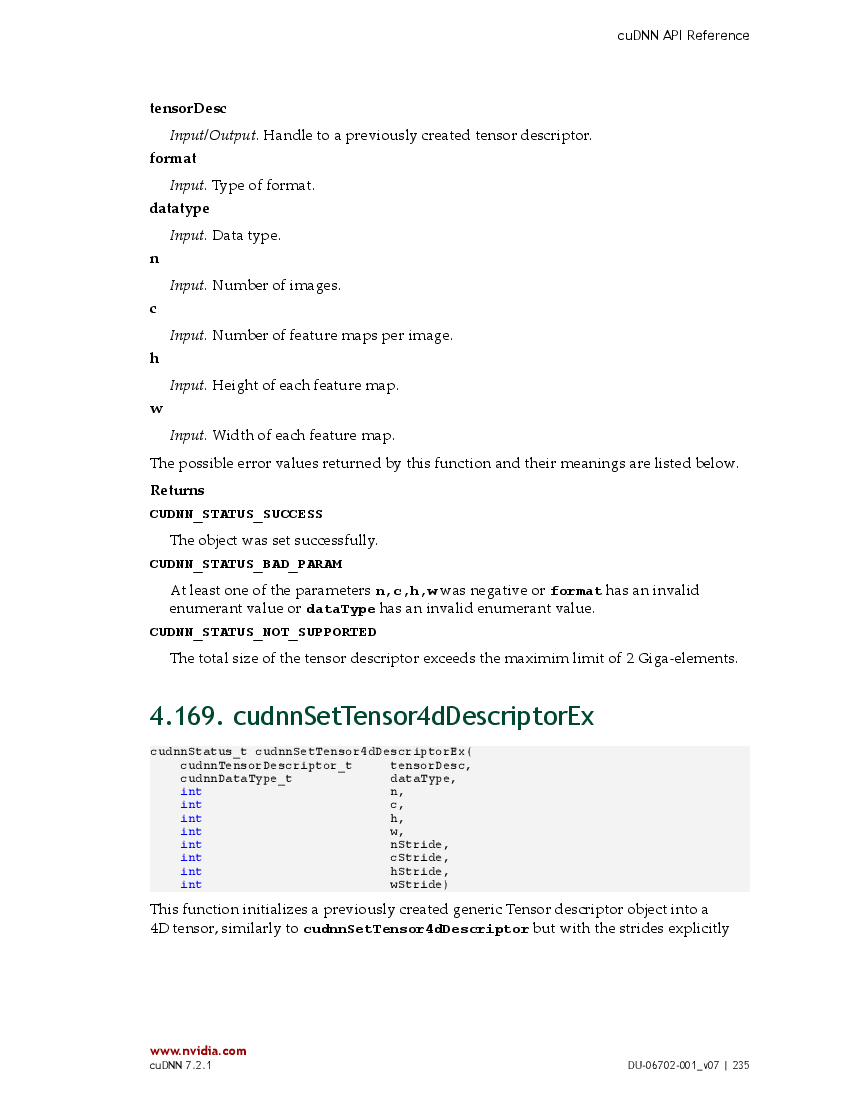 cuDNN API Reference
tensorDesc
Input/Output. Handle to a previously created tensor descriptor.
format
Input. Type of format.
datatype
Input. Data type.
n
Input. Number of images.
c
Input. Number of feature maps per image.
h
Input. Height of each feature map.
w
Input. Width of each feature map.
The possible error values returned by this function and their meanings are listed below.
Returns
CUDNN_STATUS_SUCCESS
The object was set successfully.
CUDNN_STATUS_BAD_PARAM
At least one of the parameters n,c,h,w was negative or format has an invalid
enumerant value or dataType has an invalid enumerant value.
CUDNN_STATUS_NOT_SUPPORTED
The total size of the tensor descriptor exceeds the maximim limit of 2 Giga-elements.
4.169. cudnnSetTensor4dDescriptorEx
cudnnStatus_t cudnnSetTensor4dDescriptorEx(
    cudnnTensorDescriptor_t     tensorDesc,
    cudnnDataType_t             dataType,
    int                         n,
    int                         c,
    int                         h,
    int                         w,
    int                         nStride,
    int                         cStride,
    int                         hStride,
    int                         wStride)
This function initializes a previously created generic Tensor descriptor object into a
4D tensor, similarly to cudnnSetTensor4dDescriptor but with the strides explicitly
www.nvidia.com
cuDNN 7.2.1 DU-06702-001_v07 | 235